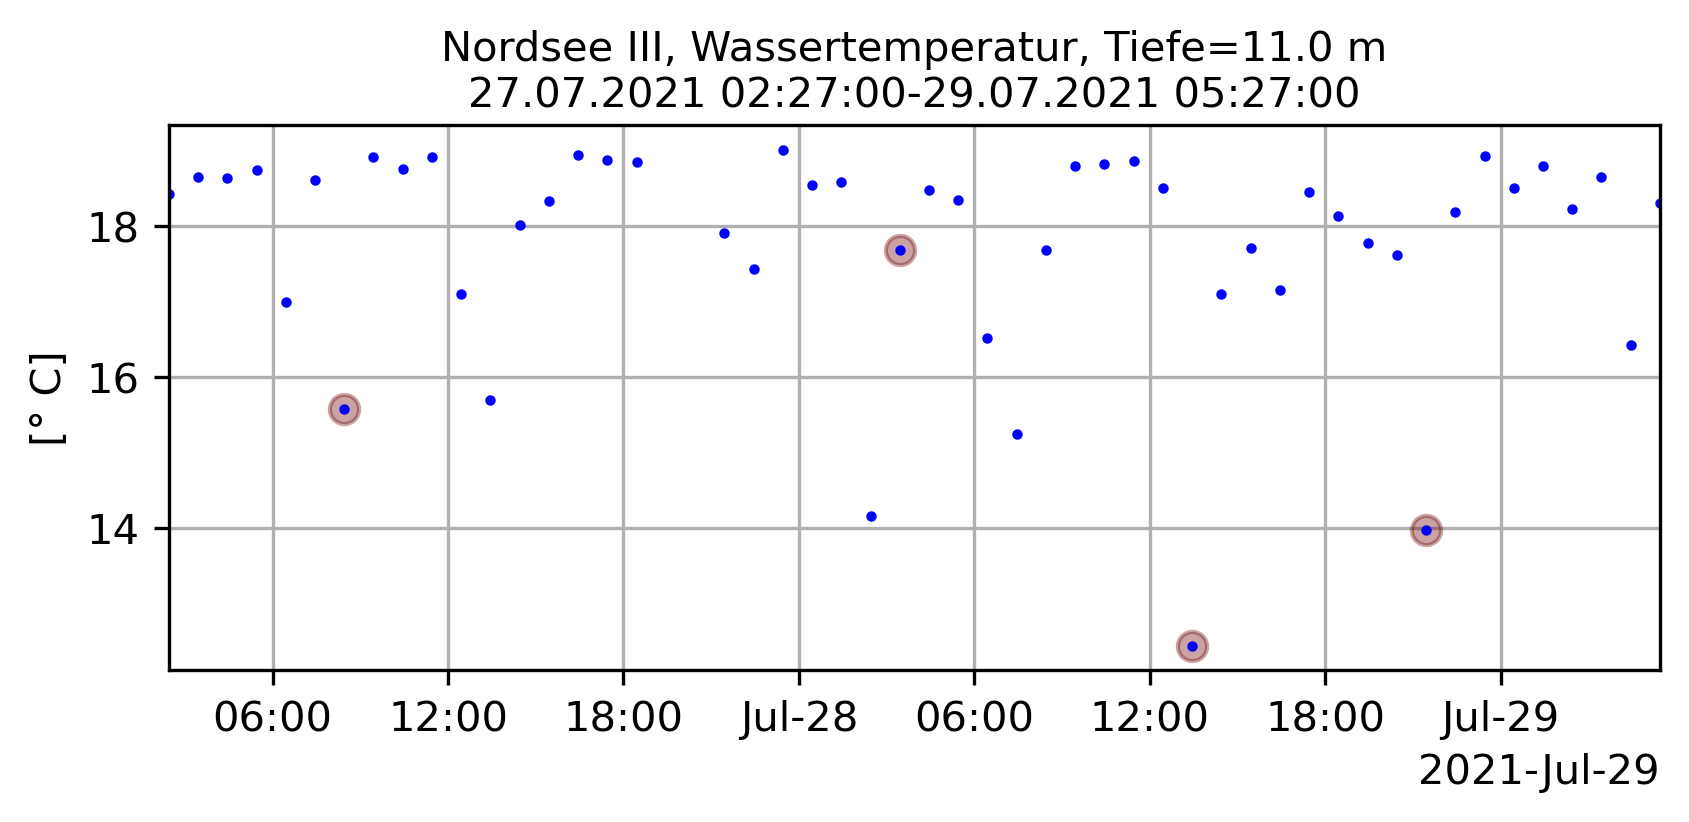 Nordsee III, Wassertemperatur, Tiefe=11.0 m
27.07.2021 02:27:00-29.07.2021 05:27:00
[° C]
18
16
14
06:00 12:00 18:00 Jul-28 06:00 12:00 18:00 Jul-29
2021-Jul-29